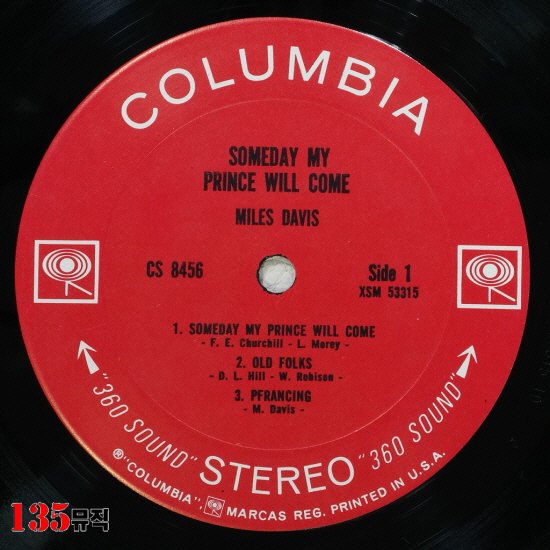 COLUMBIA
SOMEDAY MY
PRINCE WILL COME
MILES DAVIS
CS 8456
Side 1
XSM 53315
1. SOMEDAY MY PRINCE WILL COME
- F. E. Churchill - L. Morey -
2. OLD FOLKS
- D. L. Hill - W. Robison -
3. PFRANCING
- M. Davis -
"360 SOUND" STEREO "360 SOUND"
® "COLUMBIA", MARCAS REG. PRINTED IN U.S.A.
135뮤직